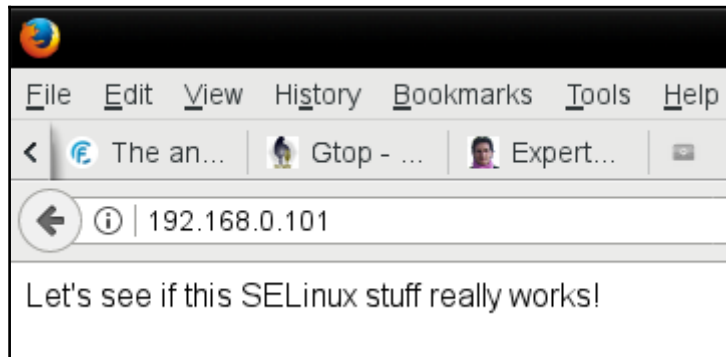 File Edit View History Bookmarks Tools Help
The an... Gtop - ... Expert...
192.168.0.101
Let's see if this SELinux stuff really works!